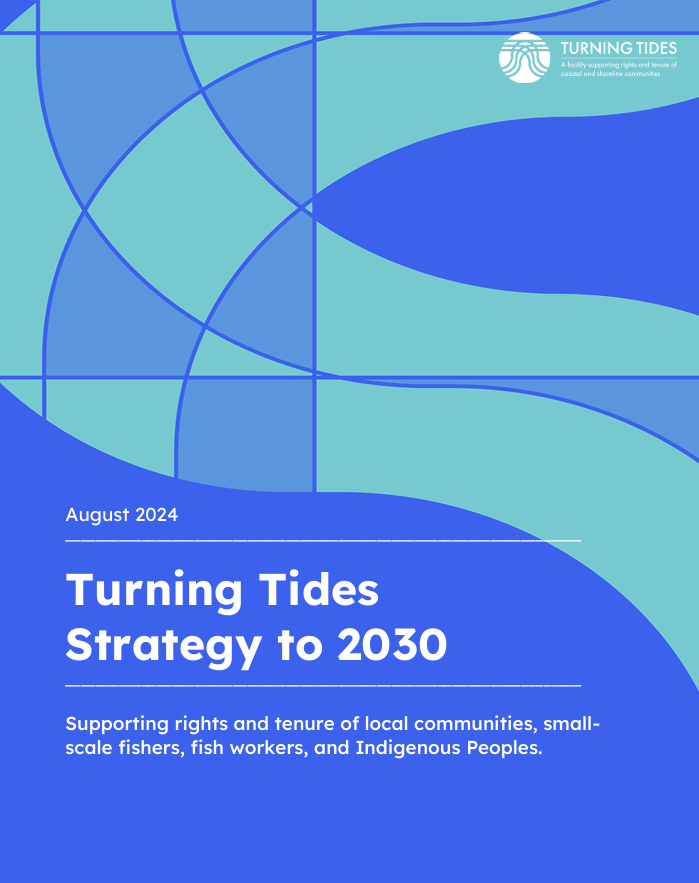 TURNING TIDES
A facility supporting rights and tenure of
coastal and shoreline communities
August 2024
Turning Tides
Strategy to 2030
Supporting rights and tenure of local communities, small-
scale fishers, fish workers, and Indigenous Peoples.